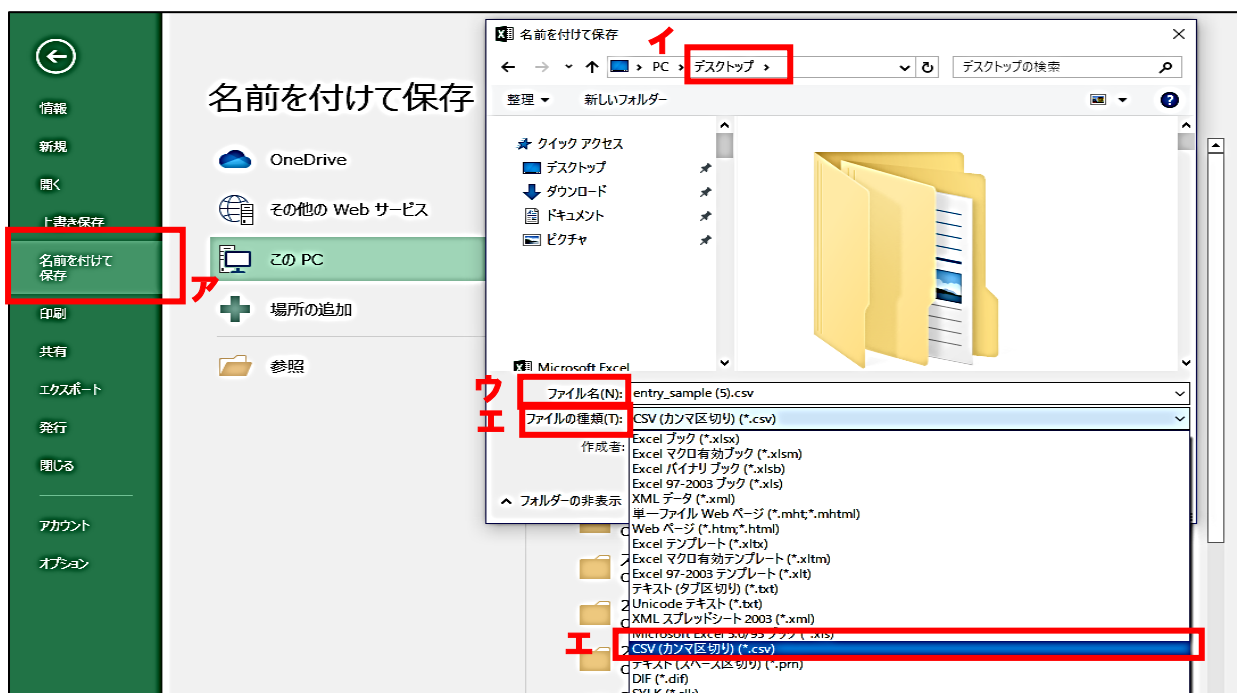 情報
新規
開く
上書き保存
名前を付けて
保存
ア
印刷
共有
エクスポート
発行
閉じる
アカウント
オプション
名前を付けて保存
OneDrive
その他の Web サービス
この PC
場所の追加
参照
名前を付けて保存
イ
PC › デスクトップ ›
デスクトップの検索
整理
新しいフォルダー
クイック アクセス
デスクトップ
ダウンロード
ドキュメント
ピクチャ
Microsoft Excel
ウ
ファイル名(N): entry_sample (5).csv
エ
ファイルの種類(T): CSV (カンマ区切り) (*.csv)
作成者:
フォルダーの非表示
Excel ブック (*.xlsx)
Excel マクロ有効ブック (*.xlsm)
Excel バイナリ ブック (*.xlsb)
Excel 97-2003 ブック (*.xls)
XML データ (*.xml)
単一ファイル Web ページ (*.mht;*.mhtml)
Web ページ (*.htm;*.html)
Excel テンプレート (*.xltx)
Excel マクロ有効テンプレート (*.xltm)
Excel 97-2003 テンプレート (*.xlt)
テキスト (タブ区切り) (*.txt)
Unicode テキスト (*.txt)
XML スプレッドシート 2003 (*.xml)
Microsoft Excel 5.0/95 ブック (*.xls)
エ
CSV (カンマ区切り) (*.csv)
テキスト (スペース区切り) (*.prn)
DIF (*.dif)
SYLK (*.slk)